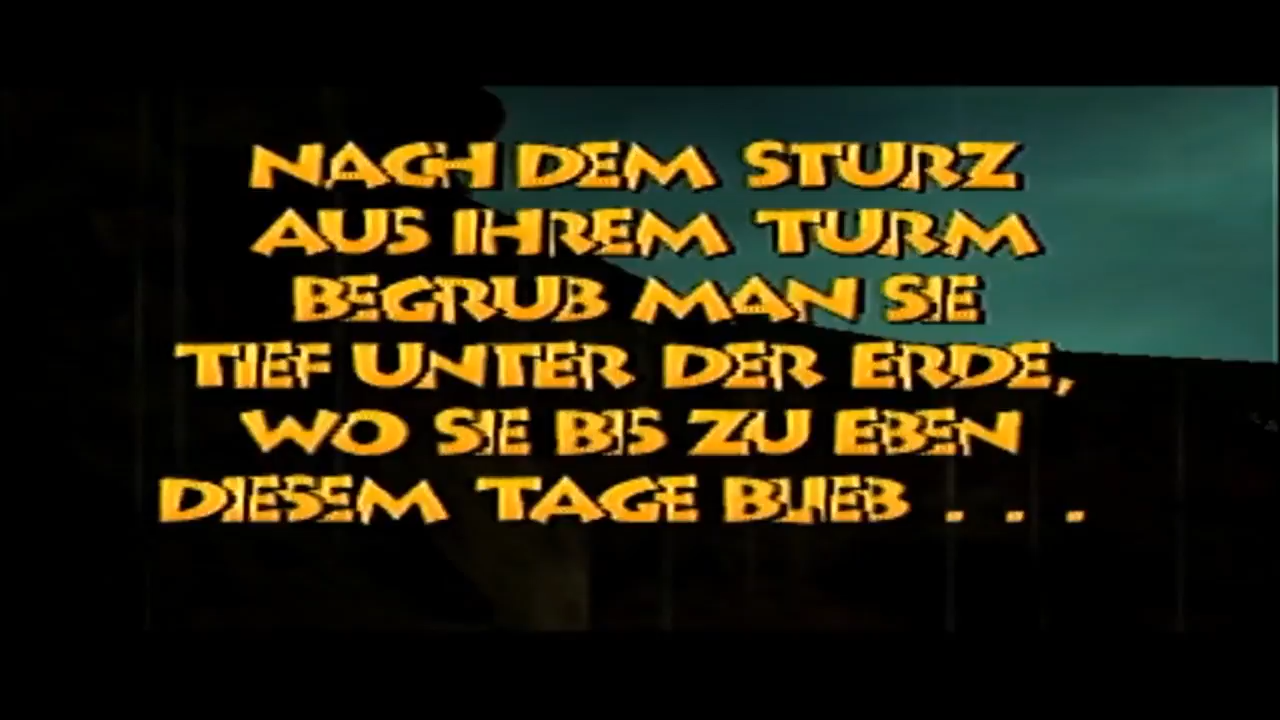 NACH DEM STURZ
AUS IHREM TURM
BEGRUB MAN SIE
TIEF UNTER DER ERDE,
WO SIE BIS ZU EBEN
DIESEM TAGE BLIEB . . .